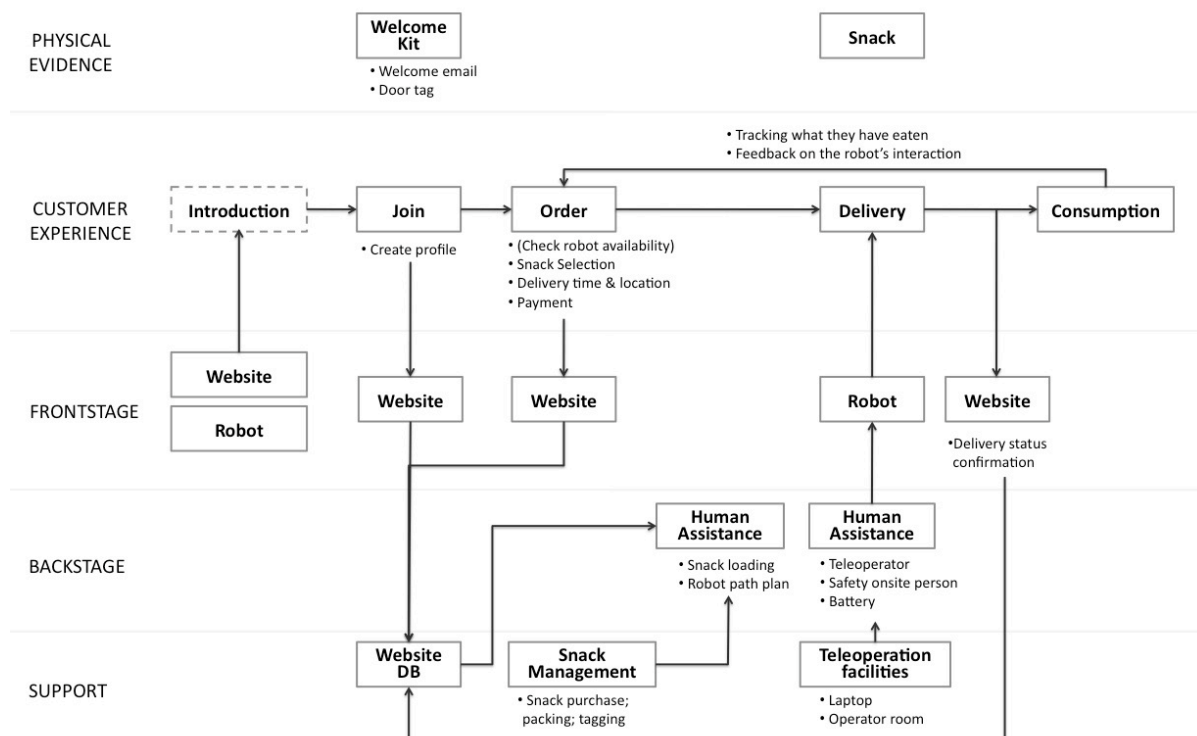 PHYSICAL
EVIDENCE
Welcome
Kit
• Welcome email
• Door tag
Snack
CUSTOMER
EXPERIENCE
• Tracking what they have eaten
• Feedback on the robot's interaction
Introduction
Join
• Create profile
Order
• (Check robot availability)
• Snack Selection
• Delivery time & location
• Payment
Delivery
Consumption
FRONTSTAGE
Website
Robot
Website
Website
Robot
Website
•Delivery status
confirmation
BACKSTAGE
Human
Assistance
• Snack loading
• Robot path plan
Human
Assistance
• Teleoperator
• Safety onsite person
• Battery
SUPPORT
Website
DB
Snack
Management
• Snack purchase;
packing; tagging
Teleoperation
facilities
• Laptop
• Operator room